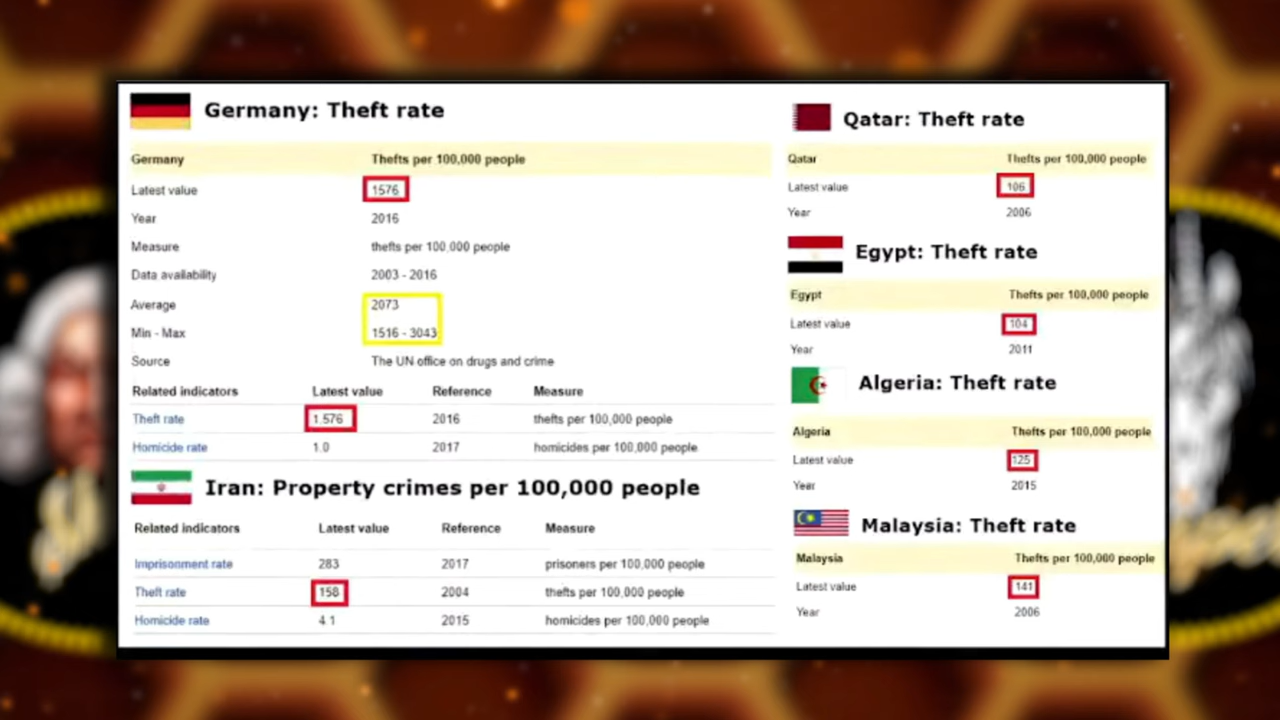 Germany: Theft rate
Germany Thefts per 100,000 people
Latest value 1576
Year 2016
Measure thefts per 100,000 people
Data availability 2003 - 2016
Average 2073
Min - Max 1516 - 3043
Source The UN office on drugs and crime
Related indicators Latest value Reference Measure
Theft rate 1.576 2016 thefts per 100,000 people
Homicide rate 1.0 2017 homicides per 100,000 people
Iran: Property crimes per 100,000 people
Related indicators Latest value Reference Measure
Imprisonment rate 283 2017 prisoners per 100,000 people
Theft rate 158 2004 thefts per 100,000 people
Homicide rate 4 1 2015 homicides per 100,000 people
Qatar: Theft rate
Qatar Thefts per 100,000 people
Latest value 106
Year 2006
Egypt: Theft rate
Egypt Thefts per 100,000 people
Latest value 104
Year 2011
Algeria: Theft rate
Algeria Thefts per 100,000 people
Latest value 125
Year 2015
Malaysia: Theft rate
Malaysia Thefts per 100,000 people
Latest value 141
Year 2006